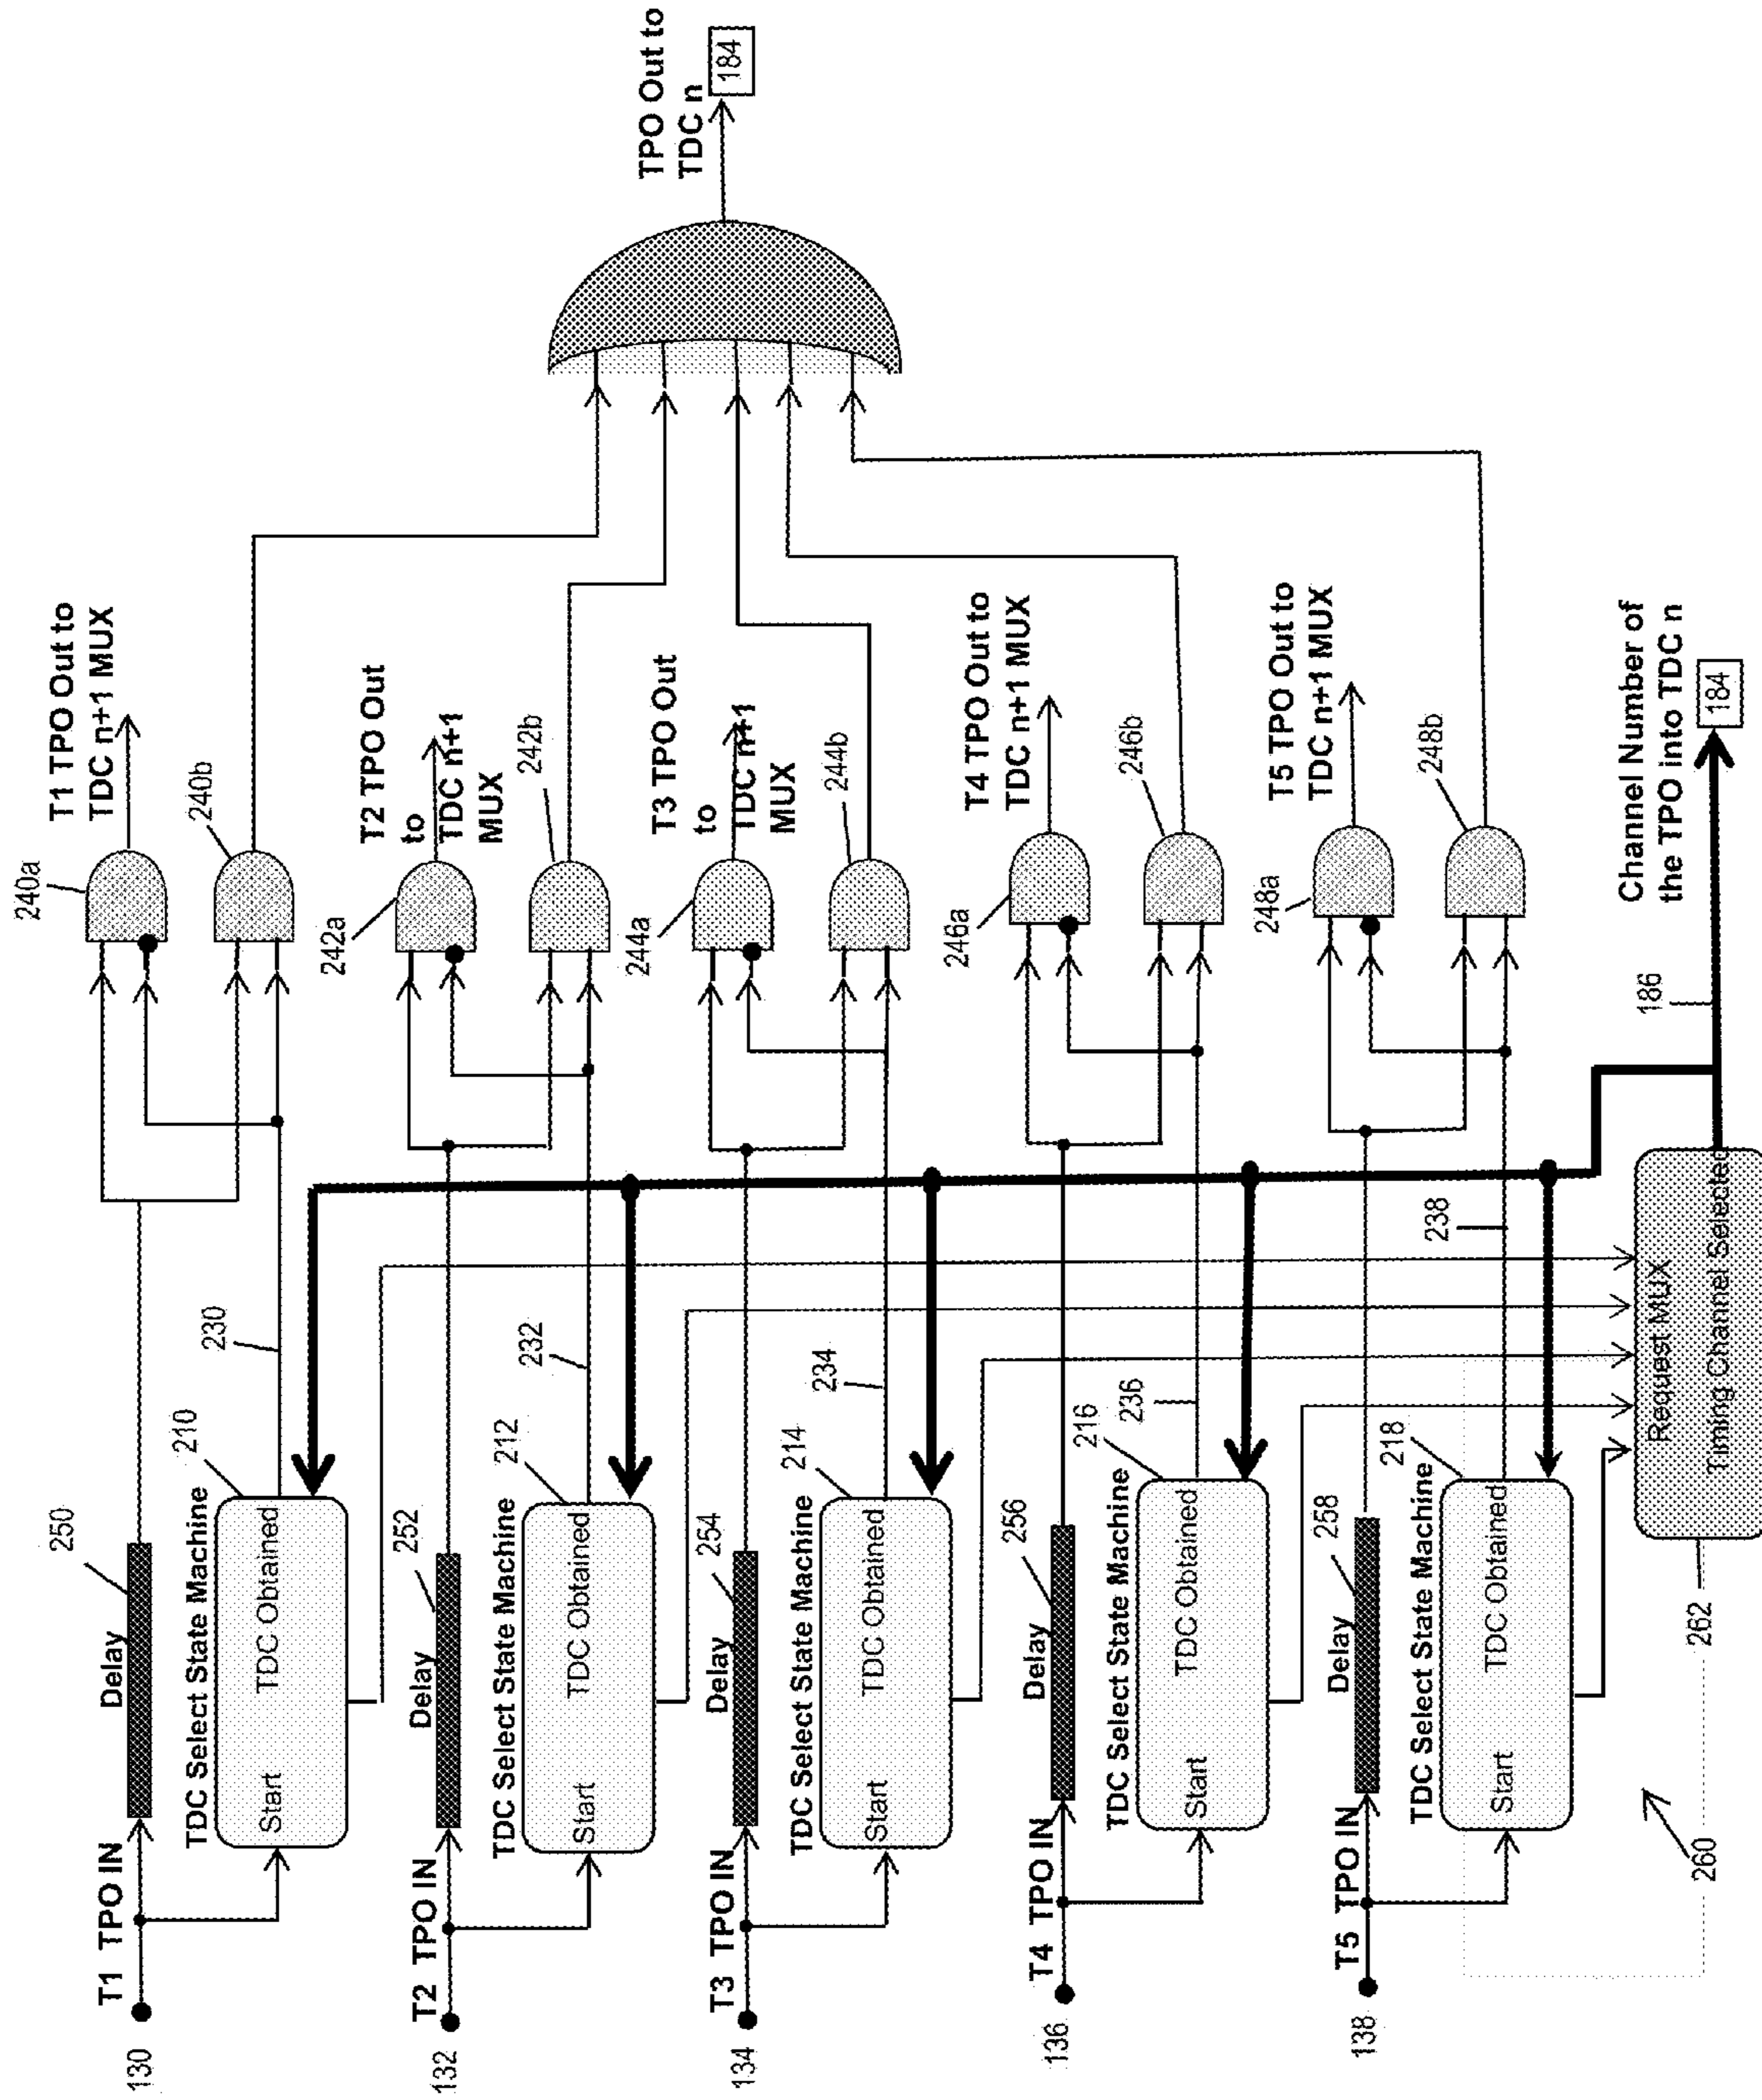 T1 TPO IN
130
Delay
250
TDC Select State Machine
Start
TDC Obtained
210
230
240a
240b
T1 TPO Out to
TDC n+1 MUX
T2 TPO IN
132
Delay
252
TDC Select State Machine
Start
TDC Obtained
212
232
242a
242b
T2 TPO Out
to
TDC n+1
MUX
T3 TPO IN
134
Delay
254
TDC Select State Machine
Start
TDC Obtained
214
234
244a
244b
T3 TPO Out
to
TDC n+1
MUX
T4 TPO IN
136
Delay
256
TDC Select State Machine
Start
TDC Obtained
216
236
246a
246b
T4 TPO Out to
TDC n+1 MUX
T5 TPO IN
138
Delay
258
TDC Select State Machine
Start
TDC Obtained
218
238
248a
248b
T5 TPO Out to
TDC n+1 MUX
TPO Out to
TDC n
184
260
262
Request MUX
Timing Channel Selected
186
Channel Number of
the TPO into TDC n
184